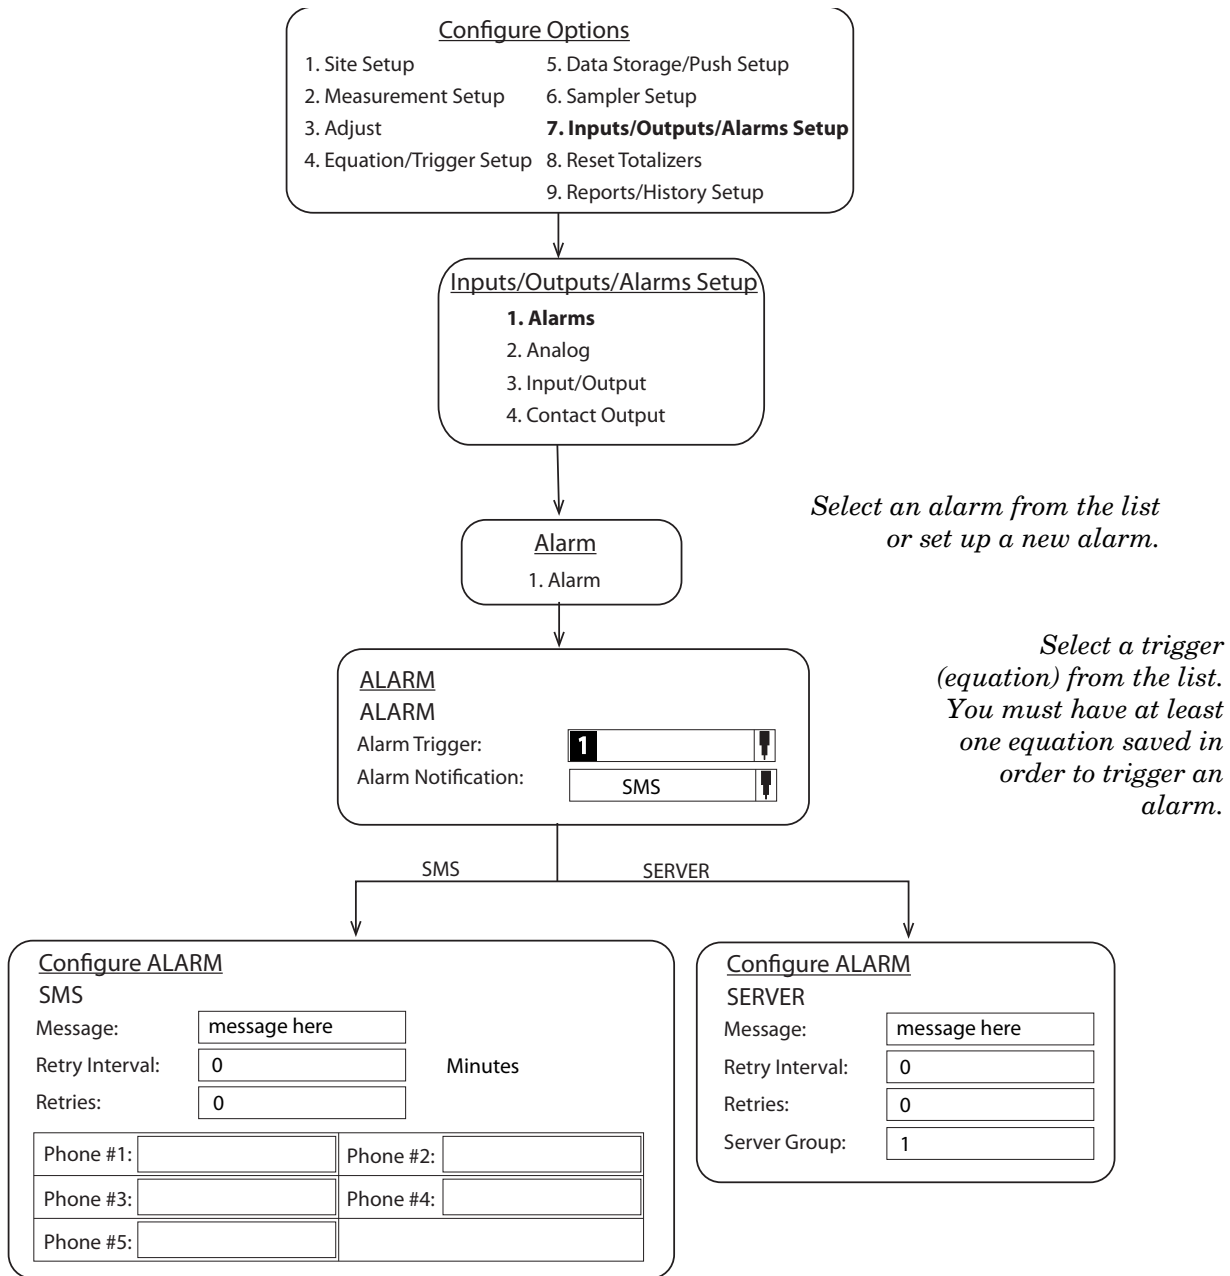 Configure Options
1. Site Setup
2. Measurement Setup
3. Adjust
4. Equation/Trigger Setup
5. Data Storage/Push Setup
6. Sampler Setup
7. Inputs/Outputs/Alarms Setup
8. Reset Totalizers
9. Reports/History Setup
Inputs/Outputs/Alarms Setup
1. Alarms
2. Analog
3. Input/Output
4. Contact Output
Select an alarm from the list
or set up a new alarm.
Alarm
1. Alarm
Select a trigger
(equation) from the list.
You must have at least
one equation saved in
order to trigger an
alarm.
ALARM
ALARM
Alarm Trigger: 1
Alarm Notification: SMS
SMS
SERVER
Configure ALARM
SMS
Message: message here
Retry Interval: 0 Minutes
Retries: 0
Phone #1: Phone #2:
Phone #3: Phone #4:
Phone #5:
Configure ALARM
SERVER
Message: message here
Retry Interval: 0
Retries: 0
Server Group: 1